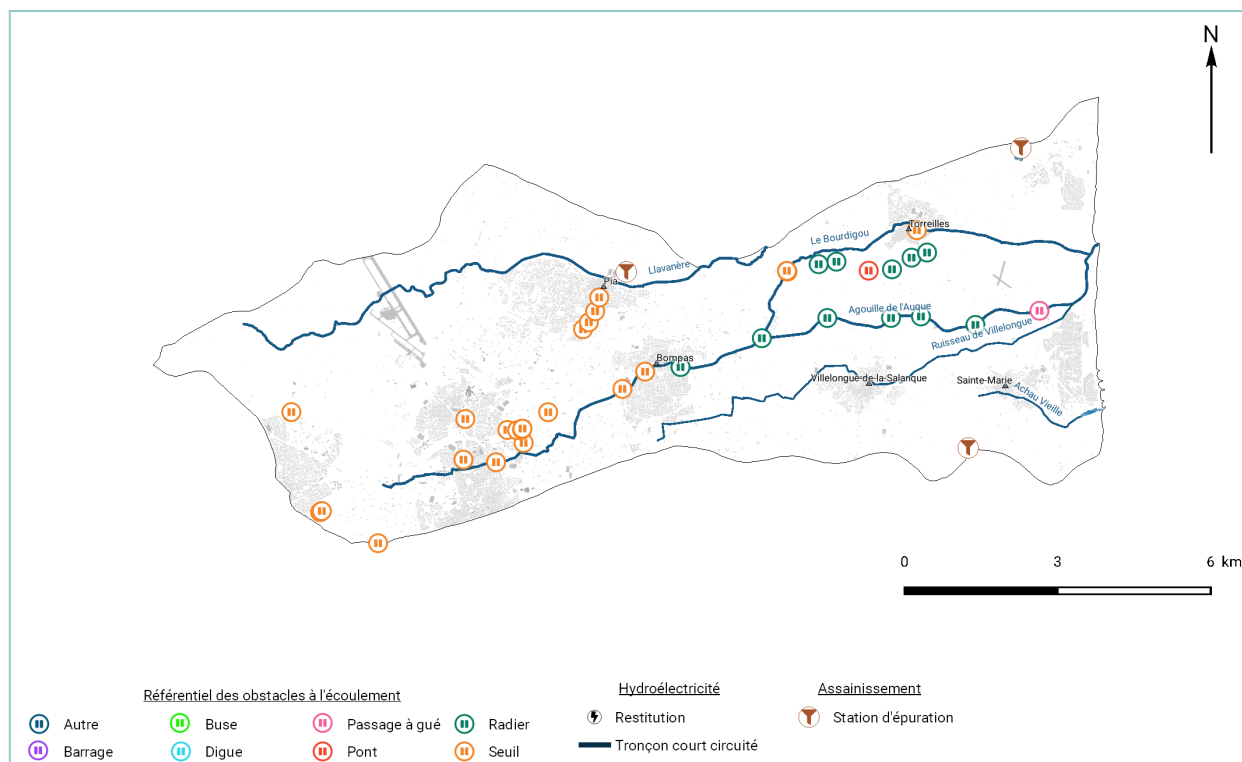 N
Torreilles
Le Bourdigou
Llavanère
Pia
Agouille de l'Auque
Ruisseau de Villelongue
Bompas
Villelongue-de-la-Salanque
Sainte-Marie
Achau Vieille
0 3 6 km
Référentiel des obstacles à l'écoulement
Autre
Buse
Passage à gué
Radier
Barrage
Digue
Pont
Seuil
Hydroélectricité
Restitution
Tronçon court circuité
Assainissement
Station d'épuration